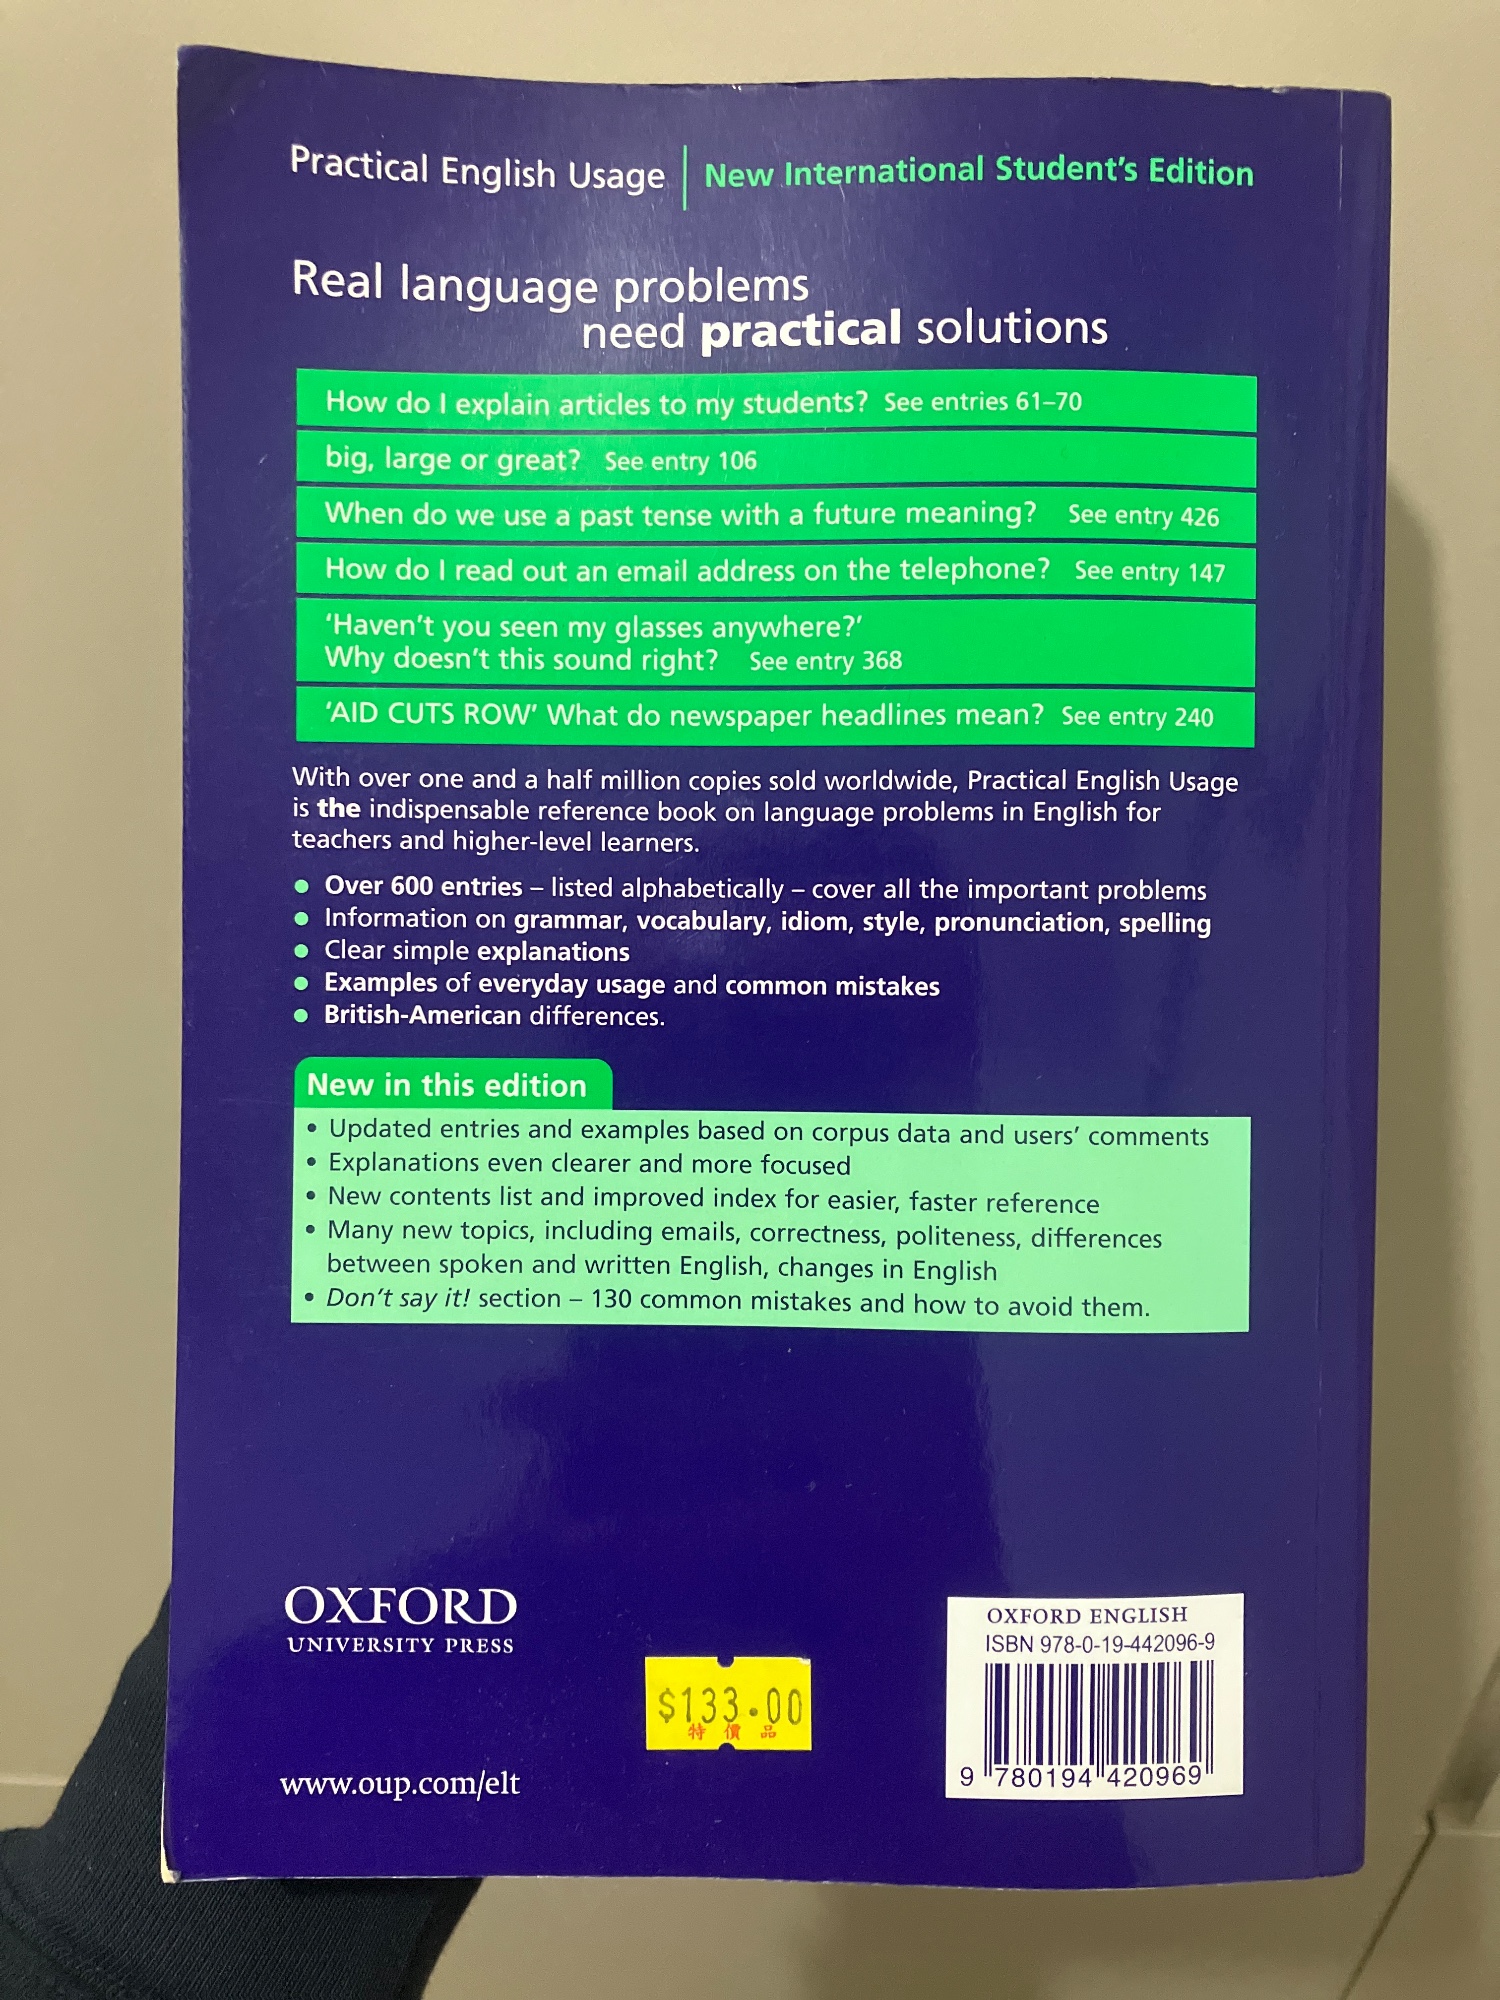 Practical English Usage | New International Student's Edition
Real language problems
need practical solutions
How do I explain articles to my students? See entries 61–70
big, large or great? See entry 106
When do we use a past tense with a future meaning? See entry 426
How do I read out an email address on the telephone? See entry 147
‘Haven't you seen my glasses anywhere?’
Why doesn't this sound right? See entry 368
‘AID CUTS ROW’ What do newspaper headlines mean? See entry 240
With over one and a half million copies sold worldwide, Practical English Usage
is the indispensable reference book on language problems in English for
teachers and higher-level learners.
● Over 600 entries – listed alphabetically – cover all the important problems
● Information on grammar, vocabulary, idiom, style, pronunciation, spelling
● Clear simple explanations
● Examples of everyday usage and common mistakes
● British-American differences.
New in this edition
• Updated entries and examples based on corpus data and users' comments
• Explanations even clearer and more focused
• New contents list and improved index for easier, faster reference
• Many new topics, including emails, correctness, politeness, differences
between spoken and written English, changes in English
• Don't say it! section – 130 common mistakes and how to avoid them.
OXFORD
UNIVERSITY PRESS
www.oup.com/elt
$133.00
特價品
OXFORD ENGLISH
ISBN 978-0-19-442096-9
9 780194 420969